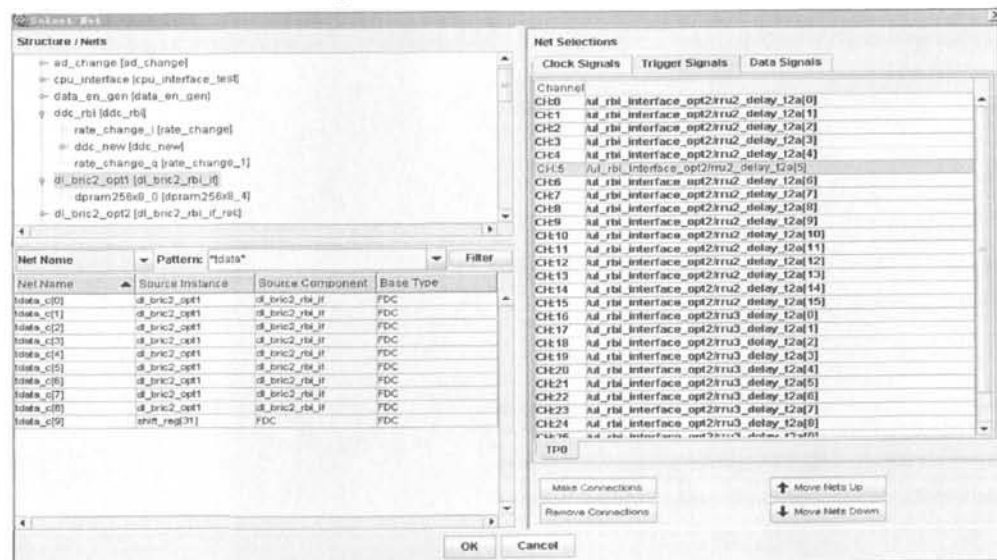 Select Net
Structure / Nets
ad_change [ad_change]
cpu_interface [cpu_interface_test]
data_en_gen [data_en_gen]
ddc_rbi [ddc_rbi]
rate_change_i [rate_change]
ddc_new [ddc_new]
rate_change_q [rate_change_1]
dl_bric2_opt1 [dl_bric2_rbi_if]
dpram256x8_0 [dpram256x8_4]
dl_bric2_opt2 [dl_bric2_rbi_if_rec]
Net Name Pattern: *tdata* Filter
Net Name Source Instance Source Component Base Type
tdata_c[0] dl_bric2_opt1 dl_bric2_rbi_if FDC
tdata_c[1] dl_bric2_opt1 dl_bric2_rbi_if FDC
tdata_c[2] dl_bric2_opt1 dl_bric2_rbi_if FDC
tdata_c[3] dl_bric2_opt1 dl_bric2_rbi_if FDC
tdata_c[4] dl_bric2_opt1 dl_bric2_rbi_if FDC
tdata_c[5] dl_bric2_opt1 dl_bric2_rbi_if FDC
tdata_c[6] dl_bric2_opt1 dl_bric2_rbi_if FDC
tdata_c[7] dl_bric2_opt1 dl_bric2_rbi_if FDC
tdata_c[8] dl_bric2_opt1 dl_bric2_rbi_if FDC
tdata_c[9] shift_reg[31] FDC FDC
Net Selections
Clock Signals Trigger Signals Data Signals
Channel
CH:0 /ul_rbi_interface_opt2/rru2_delay_t2a[0]
CH:1 /ul_rbi_interface_opt2/rru2_delay_t2a[1]
CH:2 /ul_rbi_interface_opt2/rru2_delay_t2a[2]
CH:3 /ul_rbi_interface_opt2/rru2_delay_t2a[3]
CH:4 /ul_rbi_interface_opt2/rru2_delay_t2a[4]
CH:5 /ul_rbi_interface_opt2/rru2_delay_t2a[5]
CH:6 /ul_rbi_interface_opt2/rru2_delay_t2a[6]
CH:7 /ul_rbi_interface_opt2/rru2_delay_t2a[7]
CH:8 /ul_rbi_interface_opt2/rru2_delay_t2a[8]
CH:9 /ul_rbi_interface_opt2/rru2_delay_t2a[9]
CH:10 /ul_rbi_interface_opt2/rru2_delay_t2a[10]
CH:11 /ul_rbi_interface_opt2/rru2_delay_t2a[11]
CH:12 /ul_rbi_interface_opt2/rru2_delay_t2a[12]
CH:13 /ul_rbi_interface_opt2/rru2_delay_t2a[13]
CH:14 /ul_rbi_interface_opt2/rru2_delay_t2a[14]
CH:15 /ul_rbi_interface_opt2/rru2_delay_t2a[15]
CH:16 /ul_rbi_interface_opt2/rru3_delay_t2a[0]
CH:17 /ul_rbi_interface_opt2/rru3_delay_t2a[1]
CH:18 /ul_rbi_interface_opt2/rru3_delay_t2a[2]
CH:19 /ul_rbi_interface_opt2/rru3_delay_t2a[3]
CH:20 /ul_rbi_interface_opt2/rru3_delay_t2a[4]
CH:21 /ul_rbi_interface_opt2/rru3_delay_t2a[5]
CH:22 /ul_rbi_interface_opt2/rru3_delay_t2a[6]
CH:23 /ul_rbi_interface_opt2/rru3_delay_t2a[7]
CH:24 /ul_rbi_interface_opt2/rru3_delay_t2a[8]
CH:25 /ul_rbi_interface_opt2/rru3_delay_t2a[9]
TP0
Make Connections Move Nets Up
Remove Connections Move Nets Down
OK Cancel